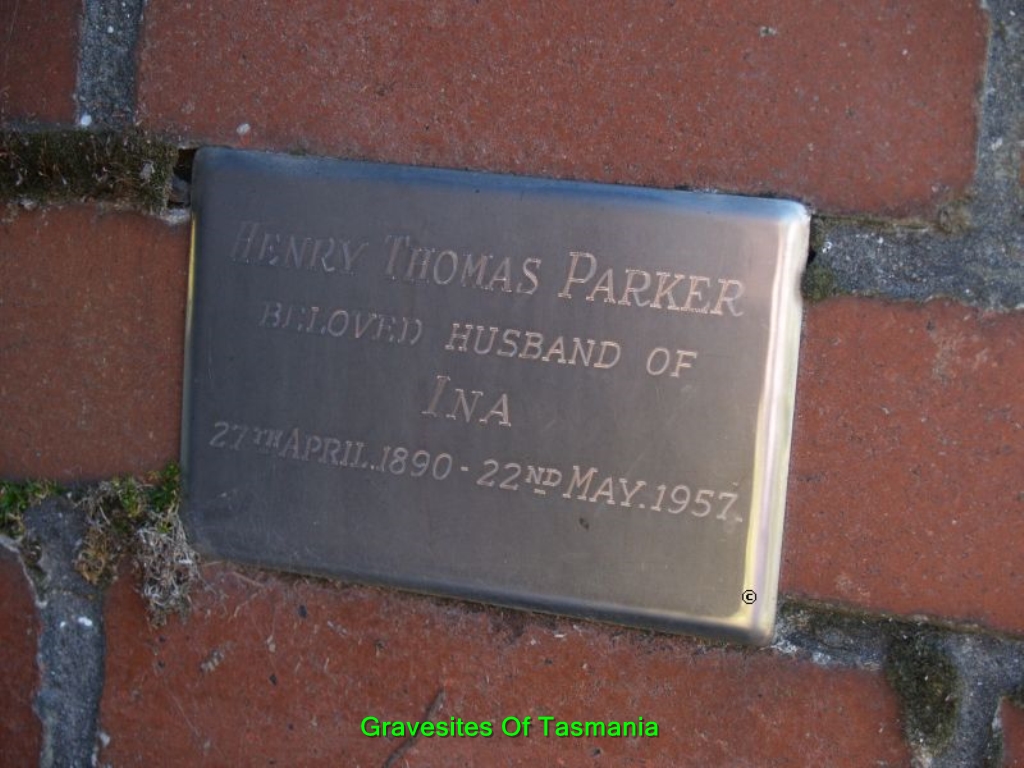 HENRY THOMAS PARKER
BELOVED HUSBAND OF
INA
27TH APRIL.1890 - 22ND MAY.1957.
©
Gravesites Of Tasmania